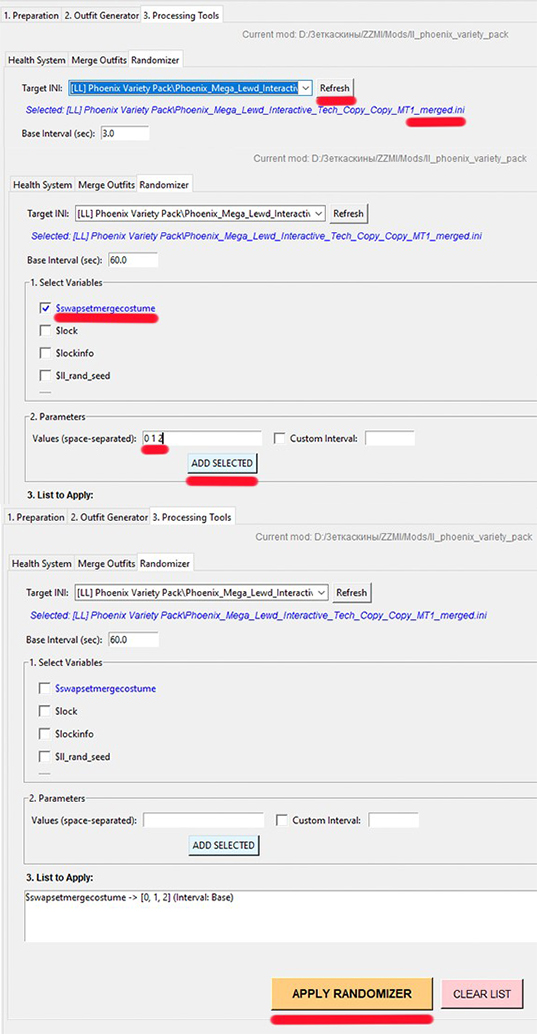 1. Preparation 2. Outfit Generator 3. Processing Tools
Current mod: D:/Зеткаскины/ZZMI/Mods/ll_phoenix_variety_pack
Health System Merge Outfits Randomizer
Target INI: [LL] Phoenix Variety Pack\Phoenix_Mega_Lewd_Interactiv Refresh
Selected: [LL] Phoenix Variety Pack\Phoenix_Mega_Lewd_Interactive_Tech_Copy_Copy_MT1_merged.ini
Base Interval (sec): 3.0
Current mod: D:/Зеткаскины/ZZMI/Mods/ll_phoenix_variety_pack
Health System Merge Outfits Randomizer
Target INI: [LL] Phoenix Variety Pack\Phoenix_Mega_Lewd_Interactiv Refresh
Selected: [LL] Phoenix Variety Pack\Phoenix_Mega_Lewd_Interactive_Tech_Copy_Copy_MT1_merged.ini
Base Interval (sec): 60.0
1. Select Variables
$swapsetmergecostume
$lock
$lockinfo
$ll_rand_seed
2. Parameters
Values (space-separated): 0 1 2 Custom Interval:
ADD SELECTED
3. List to Apply:
1. Preparation 2. Outfit Generator 3. Processing Tools
Current mod: D:/Зеткаскины/ZZMI/Mods/ll_phoenix_variety_pack
Health System Merge Outfits Randomizer
Target INI: [LL] Phoenix Variety Pack\Phoenix_Mega_Lewd_Interactiv Refresh
Selected: [LL] Phoenix Variety Pack\Phoenix_Mega_Lewd_Interactive_Tech_Copy_Copy_MT1_merged.ini
Base Interval (sec): 60.0
1. Select Variables
$swapsetmergecostume
$lock
$lockinfo
$ll_rand_seed
2. Parameters
Values (space-separated): Custom Interval:
ADD SELECTED
3. List to Apply:
$swapsetmergecostume -> [0, 1, 2] (Interval: Base)
APPLY RANDOMIZER CLEAR LIST